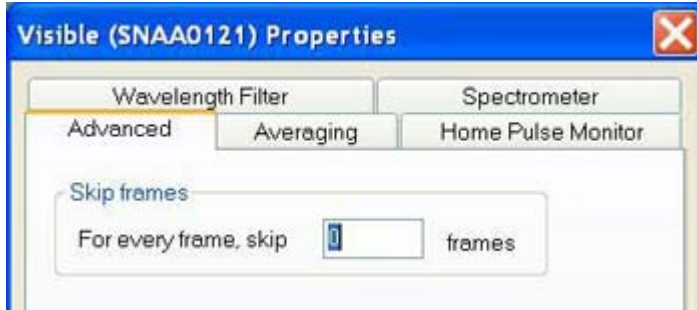 Visible (SNAA0121) Properties
Wavelength Filter Spectrometer
Advanced Averaging Home Pulse Monitor
Skip frames
For every frame, skip 0 frames